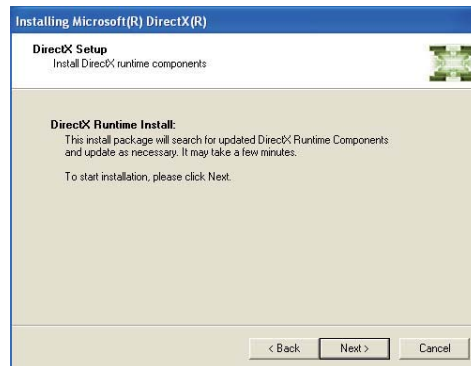 Installing Microsoft(R) DirectX(R)
DirectX Setup
Install DirectX runtime components
DirectX Runtime Install:
This install package will search for updated DirectX Runtime Components
and update as necessary. It may take a few minutes.
To start installation, please click Next.
< Back Next > Cancel